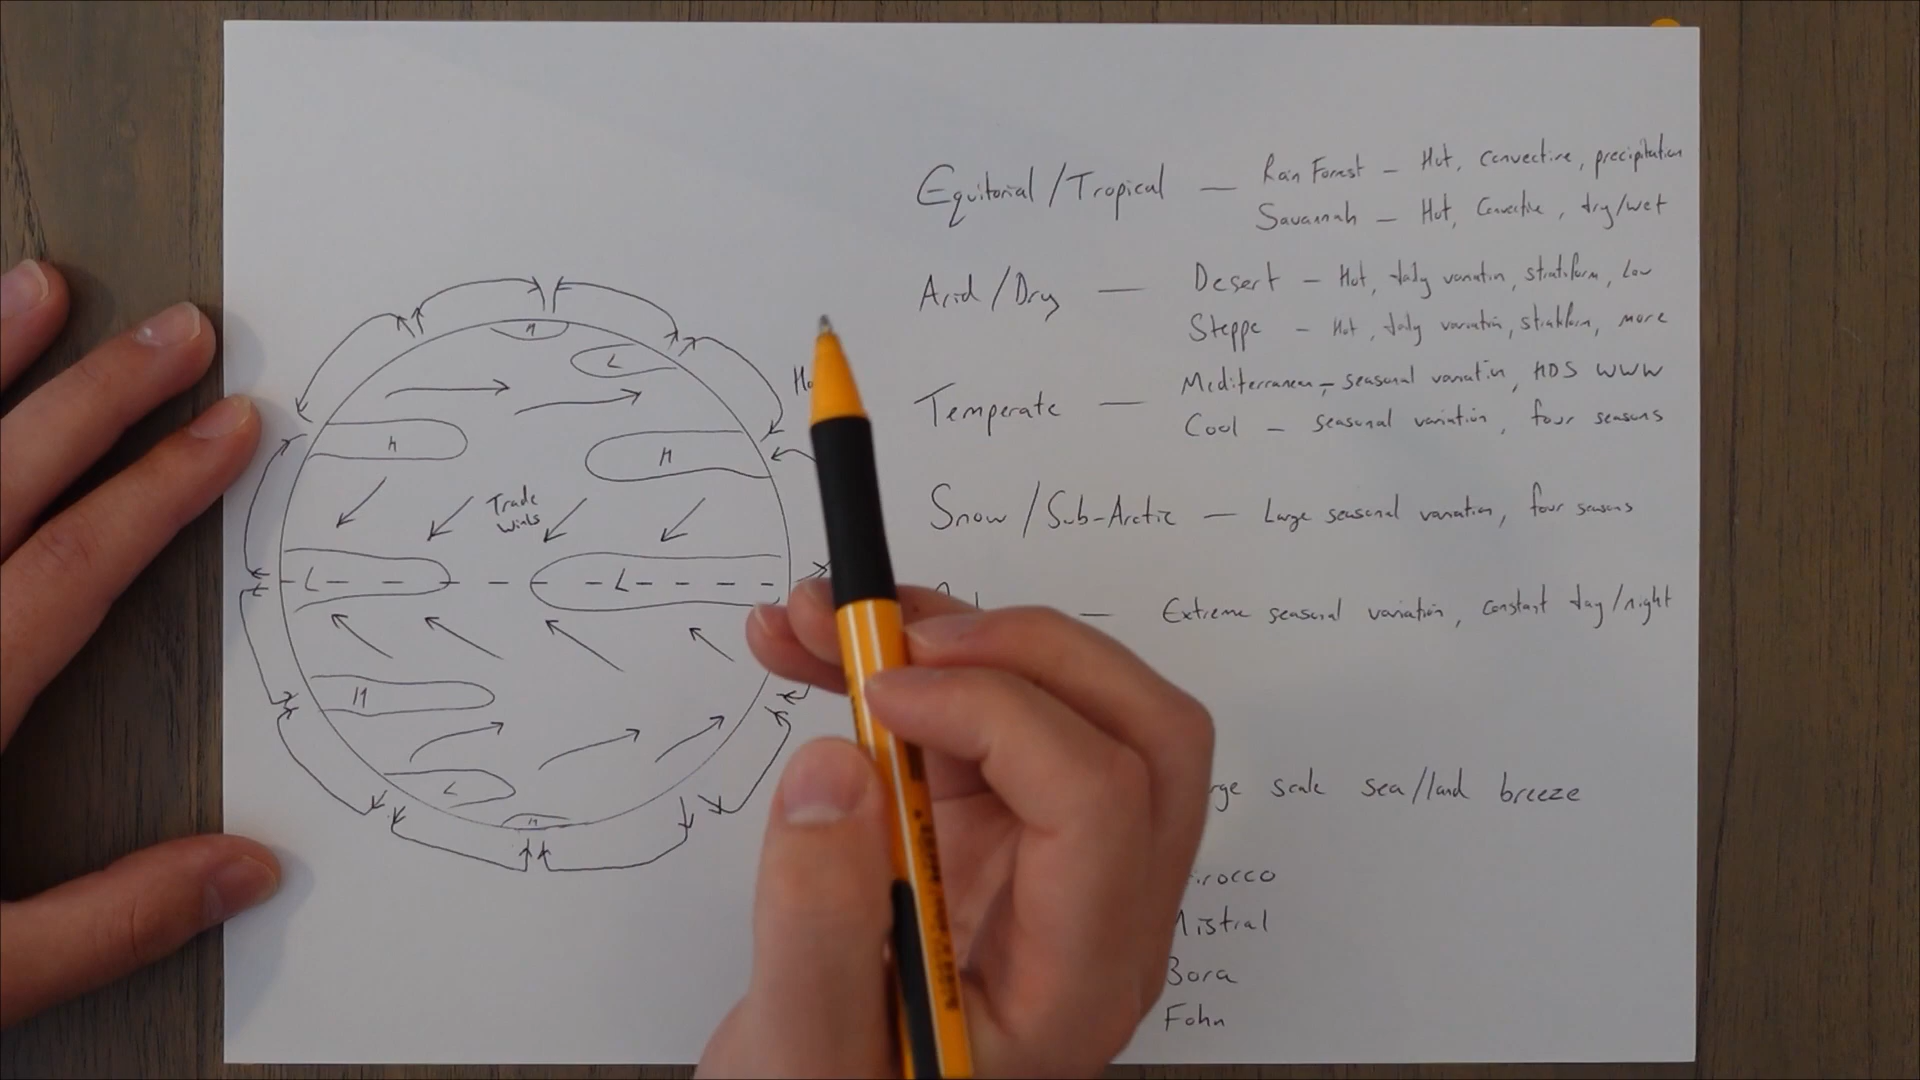 Equitorial / Tropical — Rain Forrest — Hot, Convective, precipitation
Savannah — Hot, Convective, dry/wet
Arid / Dry — Desert — Hot, daily variation, stratiform, low
Steppe — Hot, daily variation, stratiform, more
Temperate — Mediterranean — seasonal variation, HDS WWW
Cool — seasonal variation, four seasons
Snow / Sub-Arctic — Large seasonal variation, four seasons
— Extreme seasonal variation, constant day/night
scale sea/land breeze
Mistral
Bora
Fohn
H
L
H
H
Trade
Winds
L
L
H
L
H